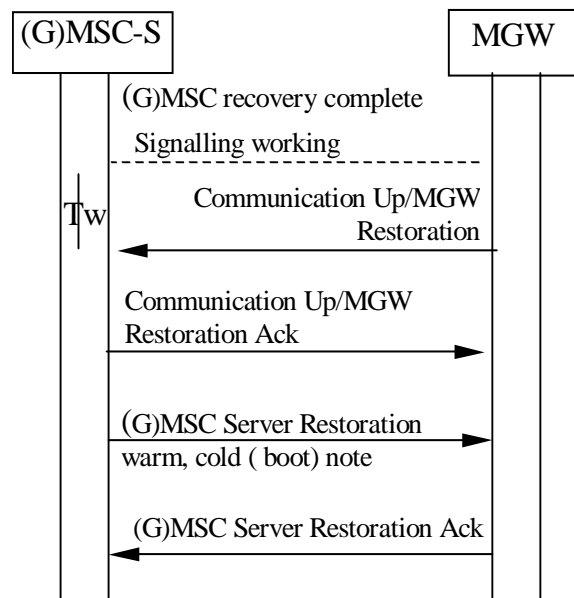 (G)MSC-S
MGW
(G)MSC recovery complete
Signalling working
Tw
Communication Up/MGW
Restoration
Communication Up/MGW
Restoration Ack
(G)MSC Server Restoration
warm, cold ( boot) note
(G)MSC Server Restoration Ack